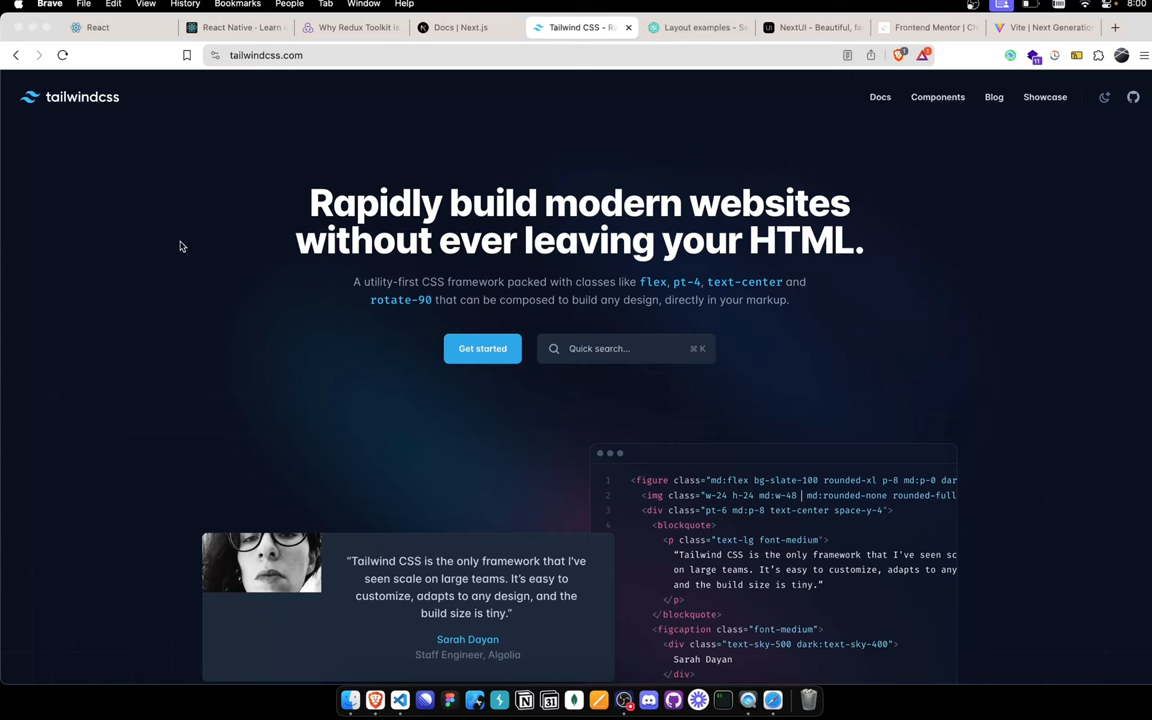 Brave File Edit View History Bookmarks People Tab Window Help 8:00
React React Native - Learn Why Redux Toolkit is Docs | Next.js Tailwind CSS - R Layout examples - S NextUI - Beautiful, fa Frontend Mentor | Ch Vite | Next Generation
tailwindcss.com 1 1 11
tailwindcss Docs Components Blog Showcase
Rapidly build modern websites
without ever leaving your HTML.
A utility-first CSS framework packed with classes like flex, pt-4, text-center and
rotate-90 that can be composed to build any design, directly in your markup.
Get started Quick search... ⌘ K
1 <figure class="md:flex bg-slate-100 rounded-xl p-8 md:p-0 dar
2 <img class="w-24 h-24 md:w-48 md:rounded-none rounded-full
3 <div class="pt-6 md:p-8 text-center space-y-4">
4 <blockquote>
<p class="text-lg font-medium">
“Tailwind CSS is the only framework that I've seen sc
on large teams. It’s easy to customize, adapts to any
and the build size is tiny.”
</p>
</blockquote>
<figcaption class="font-medium">
<div class="text-sky-500 dark:text-sky-400">
Sarah Dayan
</div>
“Tailwind CSS is the only framework that I've
seen scale on large teams. It’s easy to
customize, adapts to any design, and the
build size is tiny.”
Sarah Dayan
Staff Engineer, Algolia